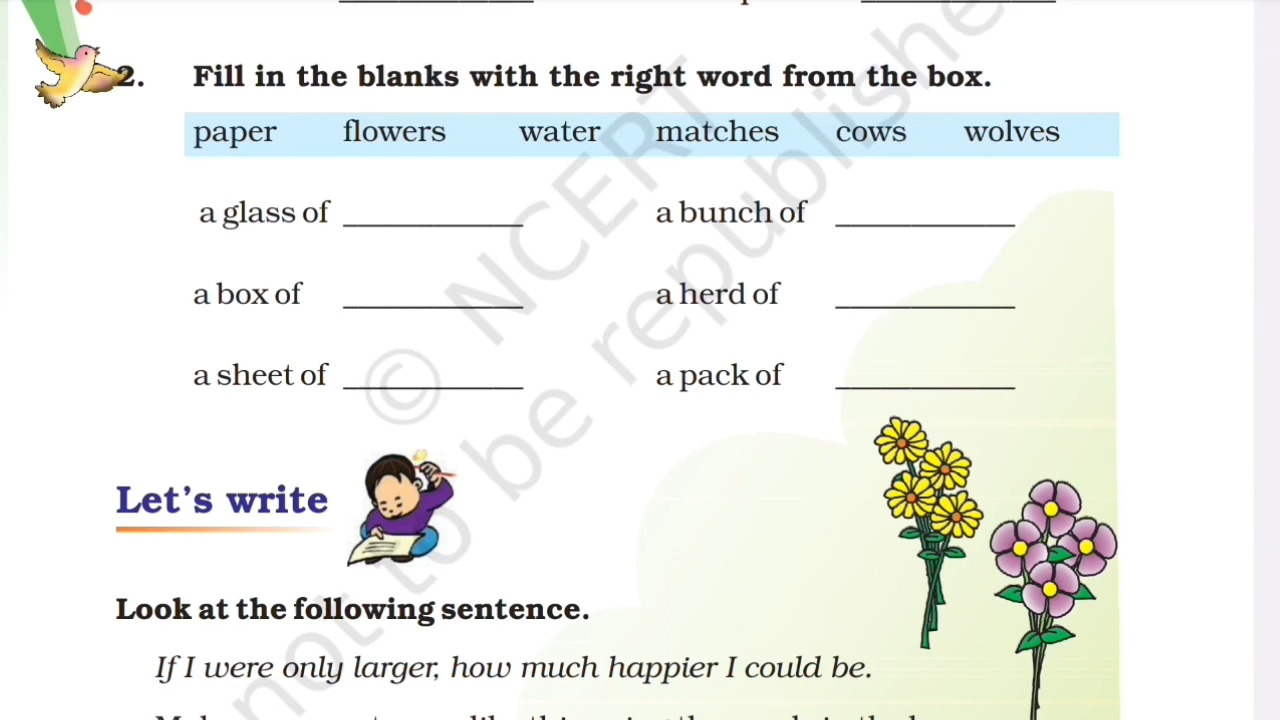 2. Fill in the blanks with the right word from the box.
paper flowers water matches cows wolves
a glass of ____________ a bunch of ____________
a box of ____________ a herd of ____________
a sheet of ____________ a pack of ____________
Let's write
Look at the following sentence.
If I were only larger, how much happier I could be.
© NCERT
not to be republished